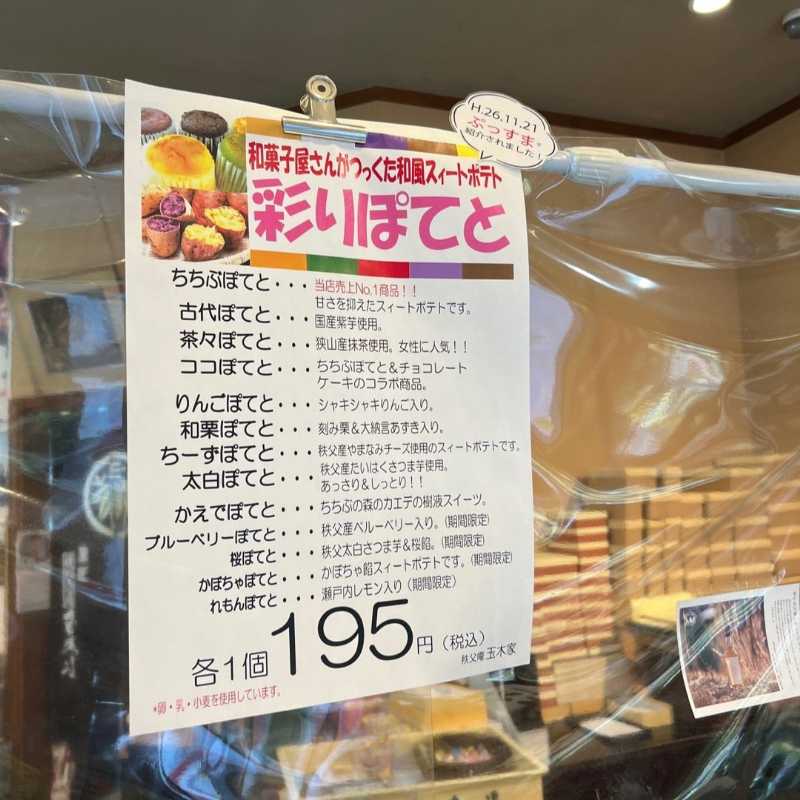 H.26.11.21
ぶっすま。
紹介されました!
和菓子屋さんがつっくた和風スィートポテト
彩りぽてと
ちちぶぽてと・・・当店売上No.1商品!!
甘さを抑えたスィートポテトです。
古代ぽてと・・・国産紫芋使用。
茶々ぽてと・・・狭山産抹茶使用。女性に人気!!
ココぽてと・・・ちちぶぽてと&チョコレート
ケーキのコラボ商品。
りんごぽてと・・・シャキシャキりんご入り。
和栗ぽてと・・・刻み栗&大納言あずき入り。
ちーずぽてと・・・秩父産やまなみチーズ使用のスィートポテトです。
太白ぽてと・・・秩父産たいはくさつま芋使用。
あっさり&しっとり!!
かえでぽてと・・・ちちぶの森のカエデの樹液スイーツ。
ブルーベリーぽてと・・・秩父産ベルーベリー入り。(期間限定)
桜ぽてと・・・秩父太白さつま芋&桜餡。(期間限定)
かぼちゃぽてと・・・かぼちゃ餡スィートポテトです。(期間限定)
れもんぽてと・・・瀬戸内レモン入り(期間限定)
各1個195円(税込)
秩父庵 玉木家
*卵・乳・小麦を使用しています。